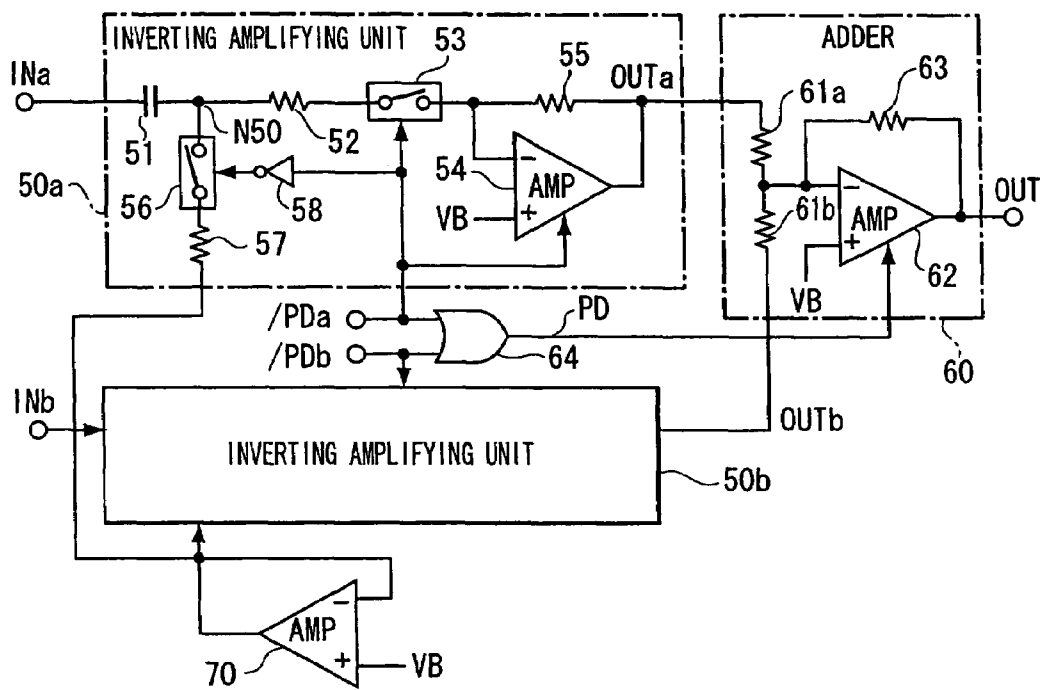 INVERTING AMPLIFYING UNIT
ADDER
INa
53
55
OUTa
63
61a
51
N50
52
50a
56
58
54
AMP
VB
57
61b
AMP
OUT
62
VB
/PDa
PD
/PDb
64
60
INb
OUTb
INVERTING AMPLIFYING UNIT
50b
AMP
70
VB